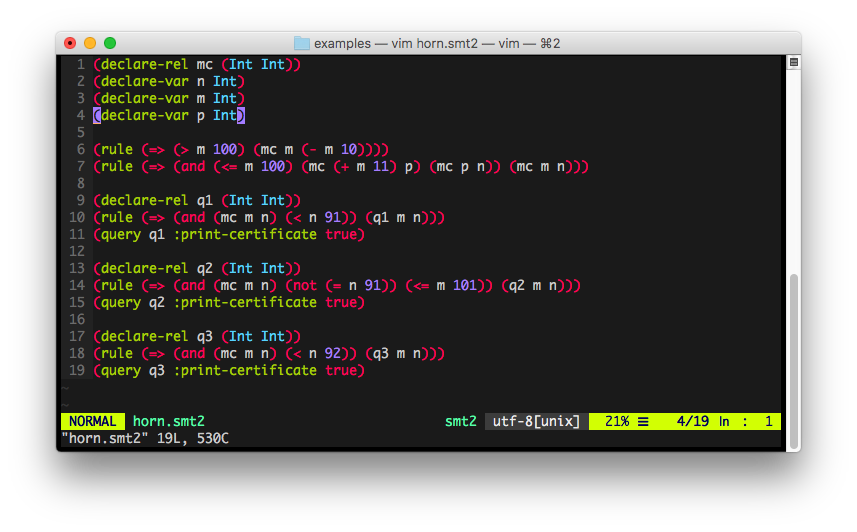 examples — vim horn.smt2 — vim — ⌘2
1 (declare-rel mc (Int Int))
2 (declare-var n Int)
3 (declare-var m Int)
4 (declare-var p Int)
5
6 (rule (=> (> m 100) (mc m (- m 10))))
7 (rule (=> (and (<= m 100) (mc (+ m 11) p) (mc p n)) (mc m n)))
8
9 (declare-rel q1 (Int Int))
10 (rule (=> (and (mc m n) (< n 91)) (q1 m n)))
11 (query q1 :print-certificate true)
12
13 (declare-rel q2 (Int Int))
14 (rule (=> (and (mc m n) (not (= n 91)) (<= m 101)) (q2 m n)))
15 (query q2 :print-certificate true)
16
17 (declare-rel q3 (Int Int))
18 (rule (=> (and (mc m n) (< n 92)) (q3 m n)))
19 (query q3 :print-certificate true)
~
~
NORMAL horn.smt2 smt2 utf-8[unix] 21% ☰ 4/19 ln : 1
"horn.smt2" 19L, 530C